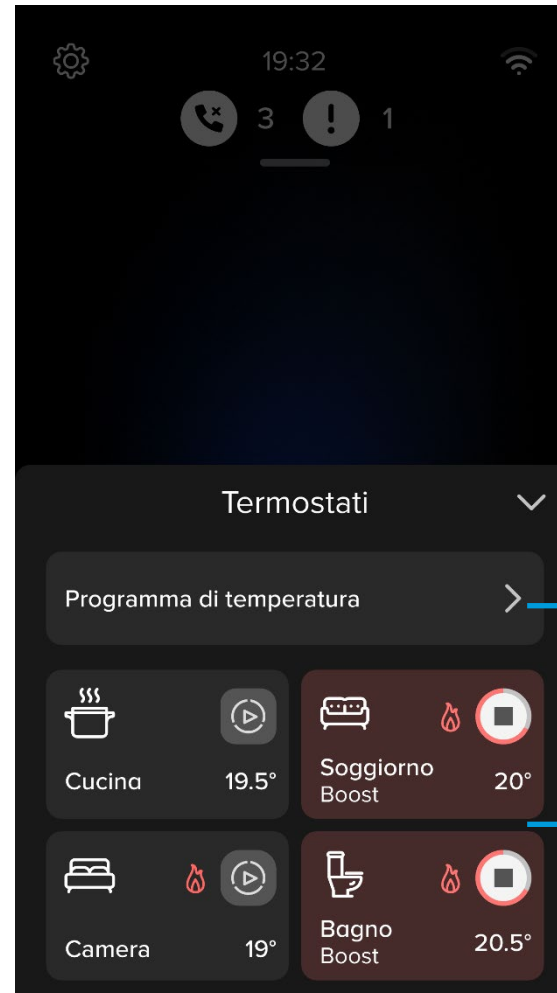 19:32
3 1
Termostati
Programma di temperatura
Cucina 19.5°
Soggiorno
Boost 20°
Camera 19°
Bagno
Boost 20.5°